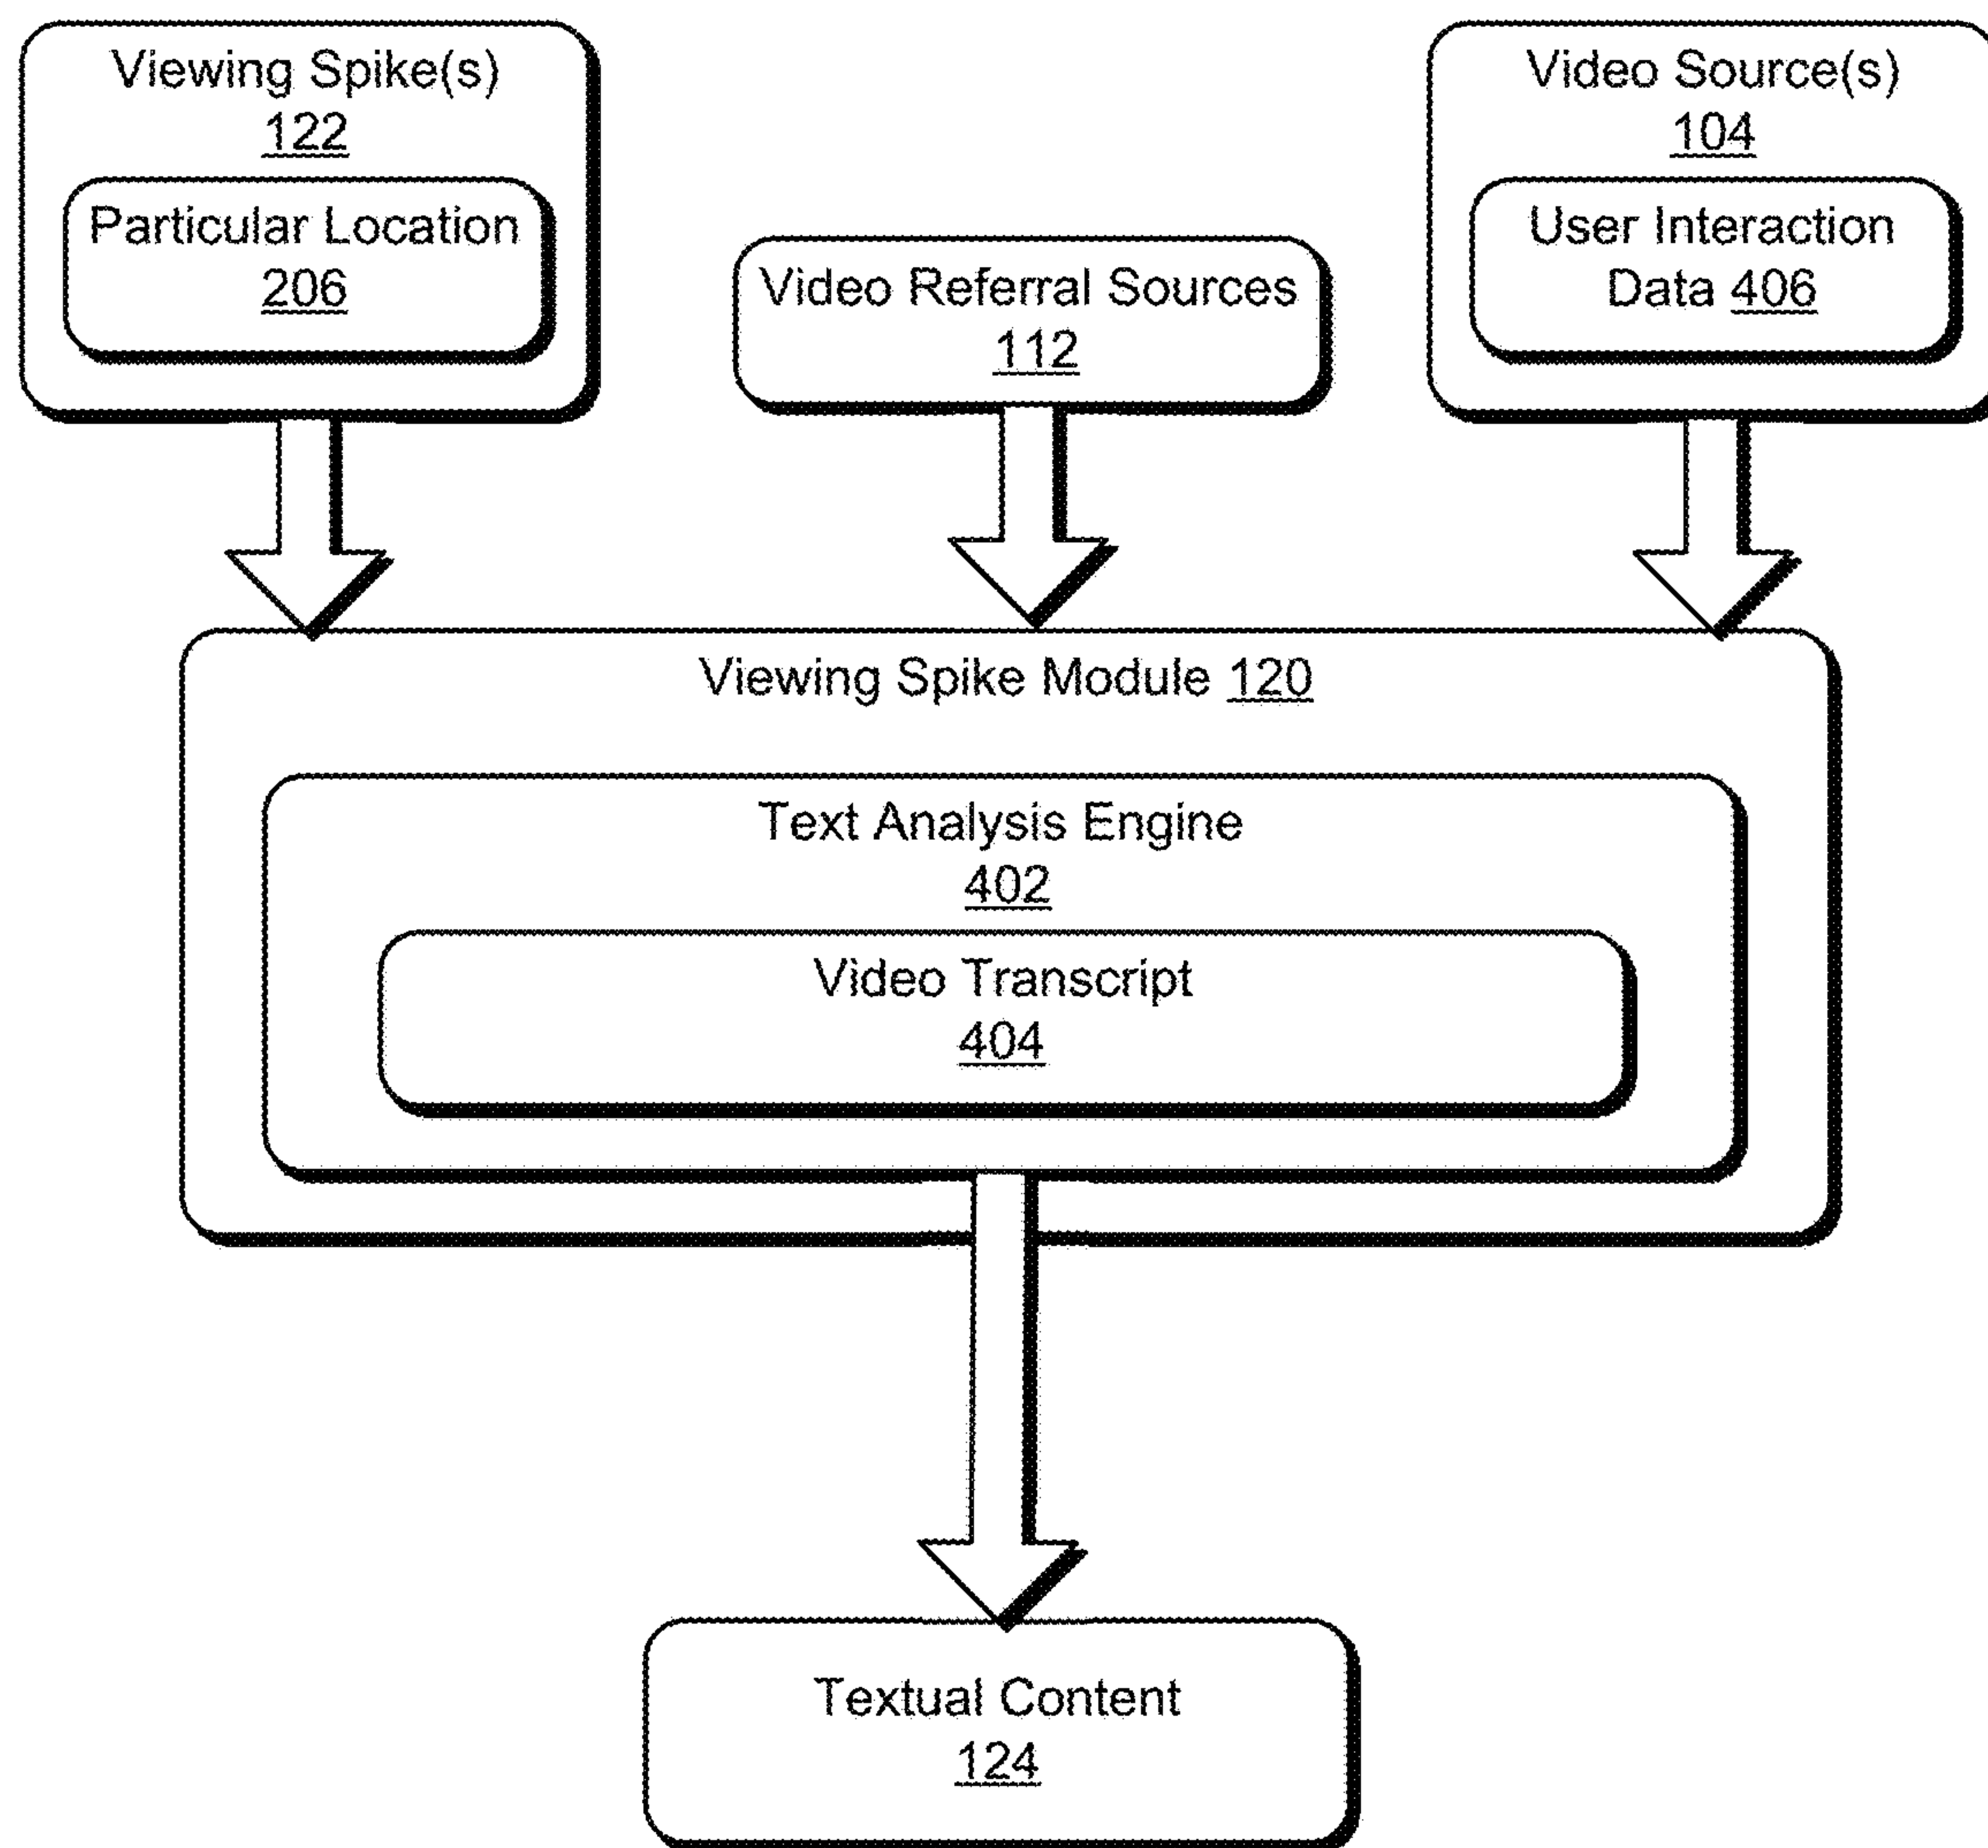 Viewing Spike(s)
122
Particular Location
206
Video Referral Sources
112
Video Source(s)
104
User Interaction
Data 406
Viewing Spike Module 120
Text Analysis Engine
402
Video Transcript
404
Textual Content
124